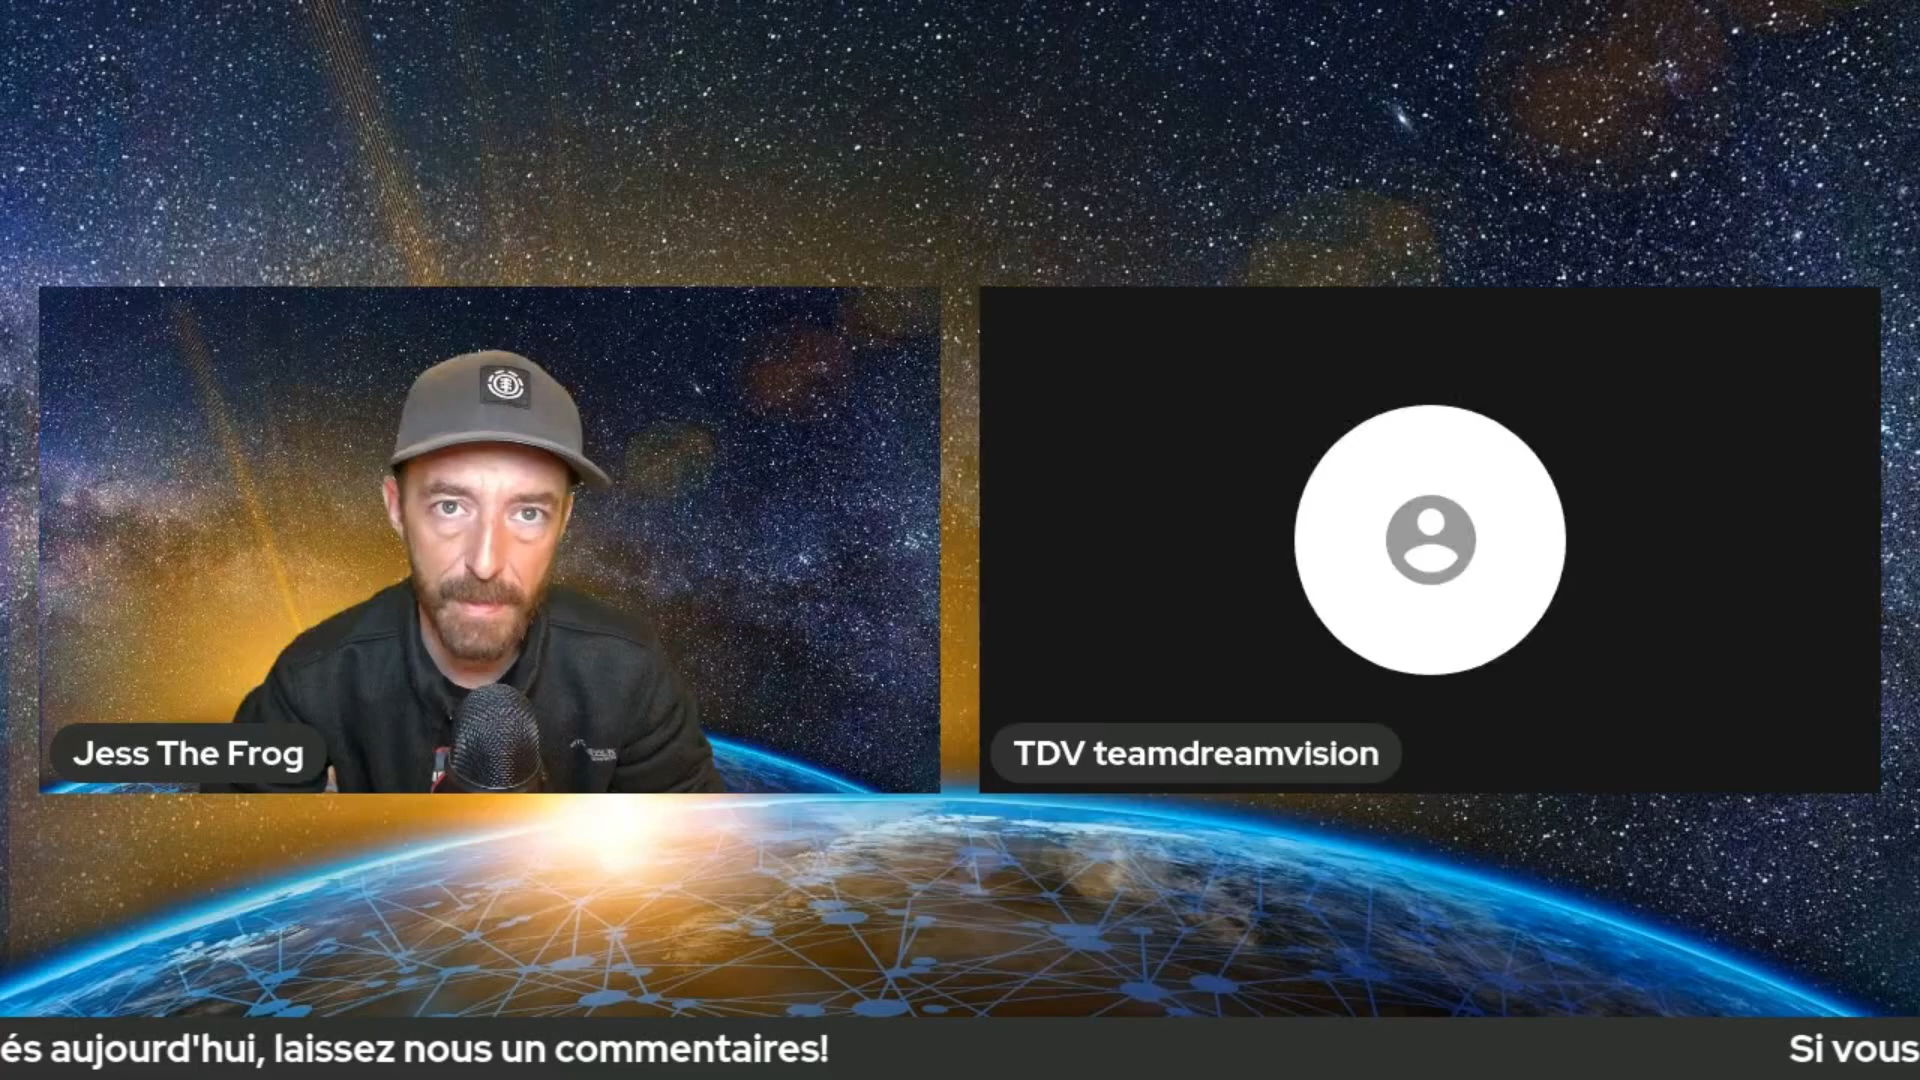 Jess The Frog
TDV teamdreamvision
és aujourd'hui, laissez nous un commentaires! Si vous